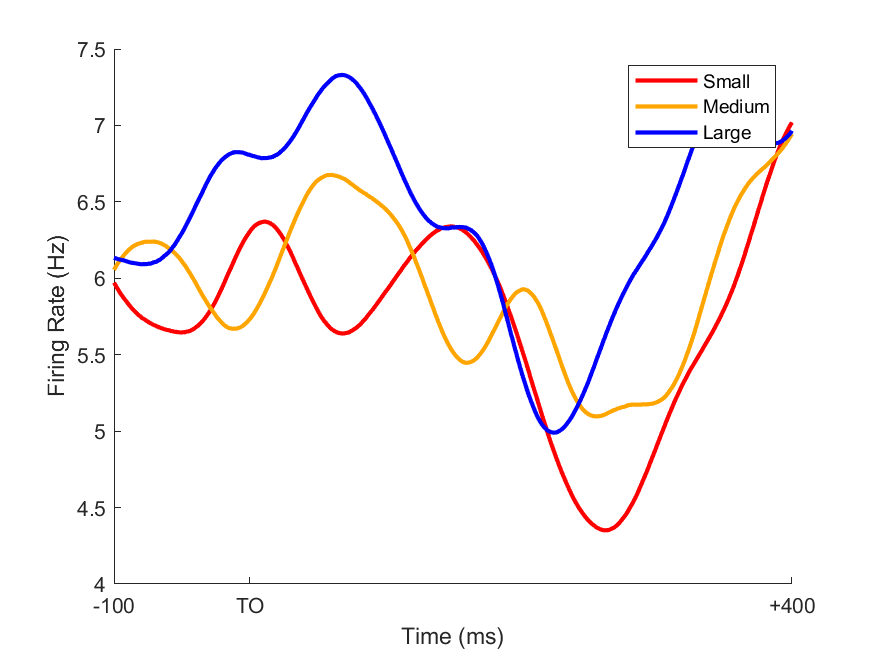 7.5
7
6.5
6
5.5
5
4.5
4
Firing Rate (Hz)
Small
Medium
Large
-100 TO +400
Time (ms)